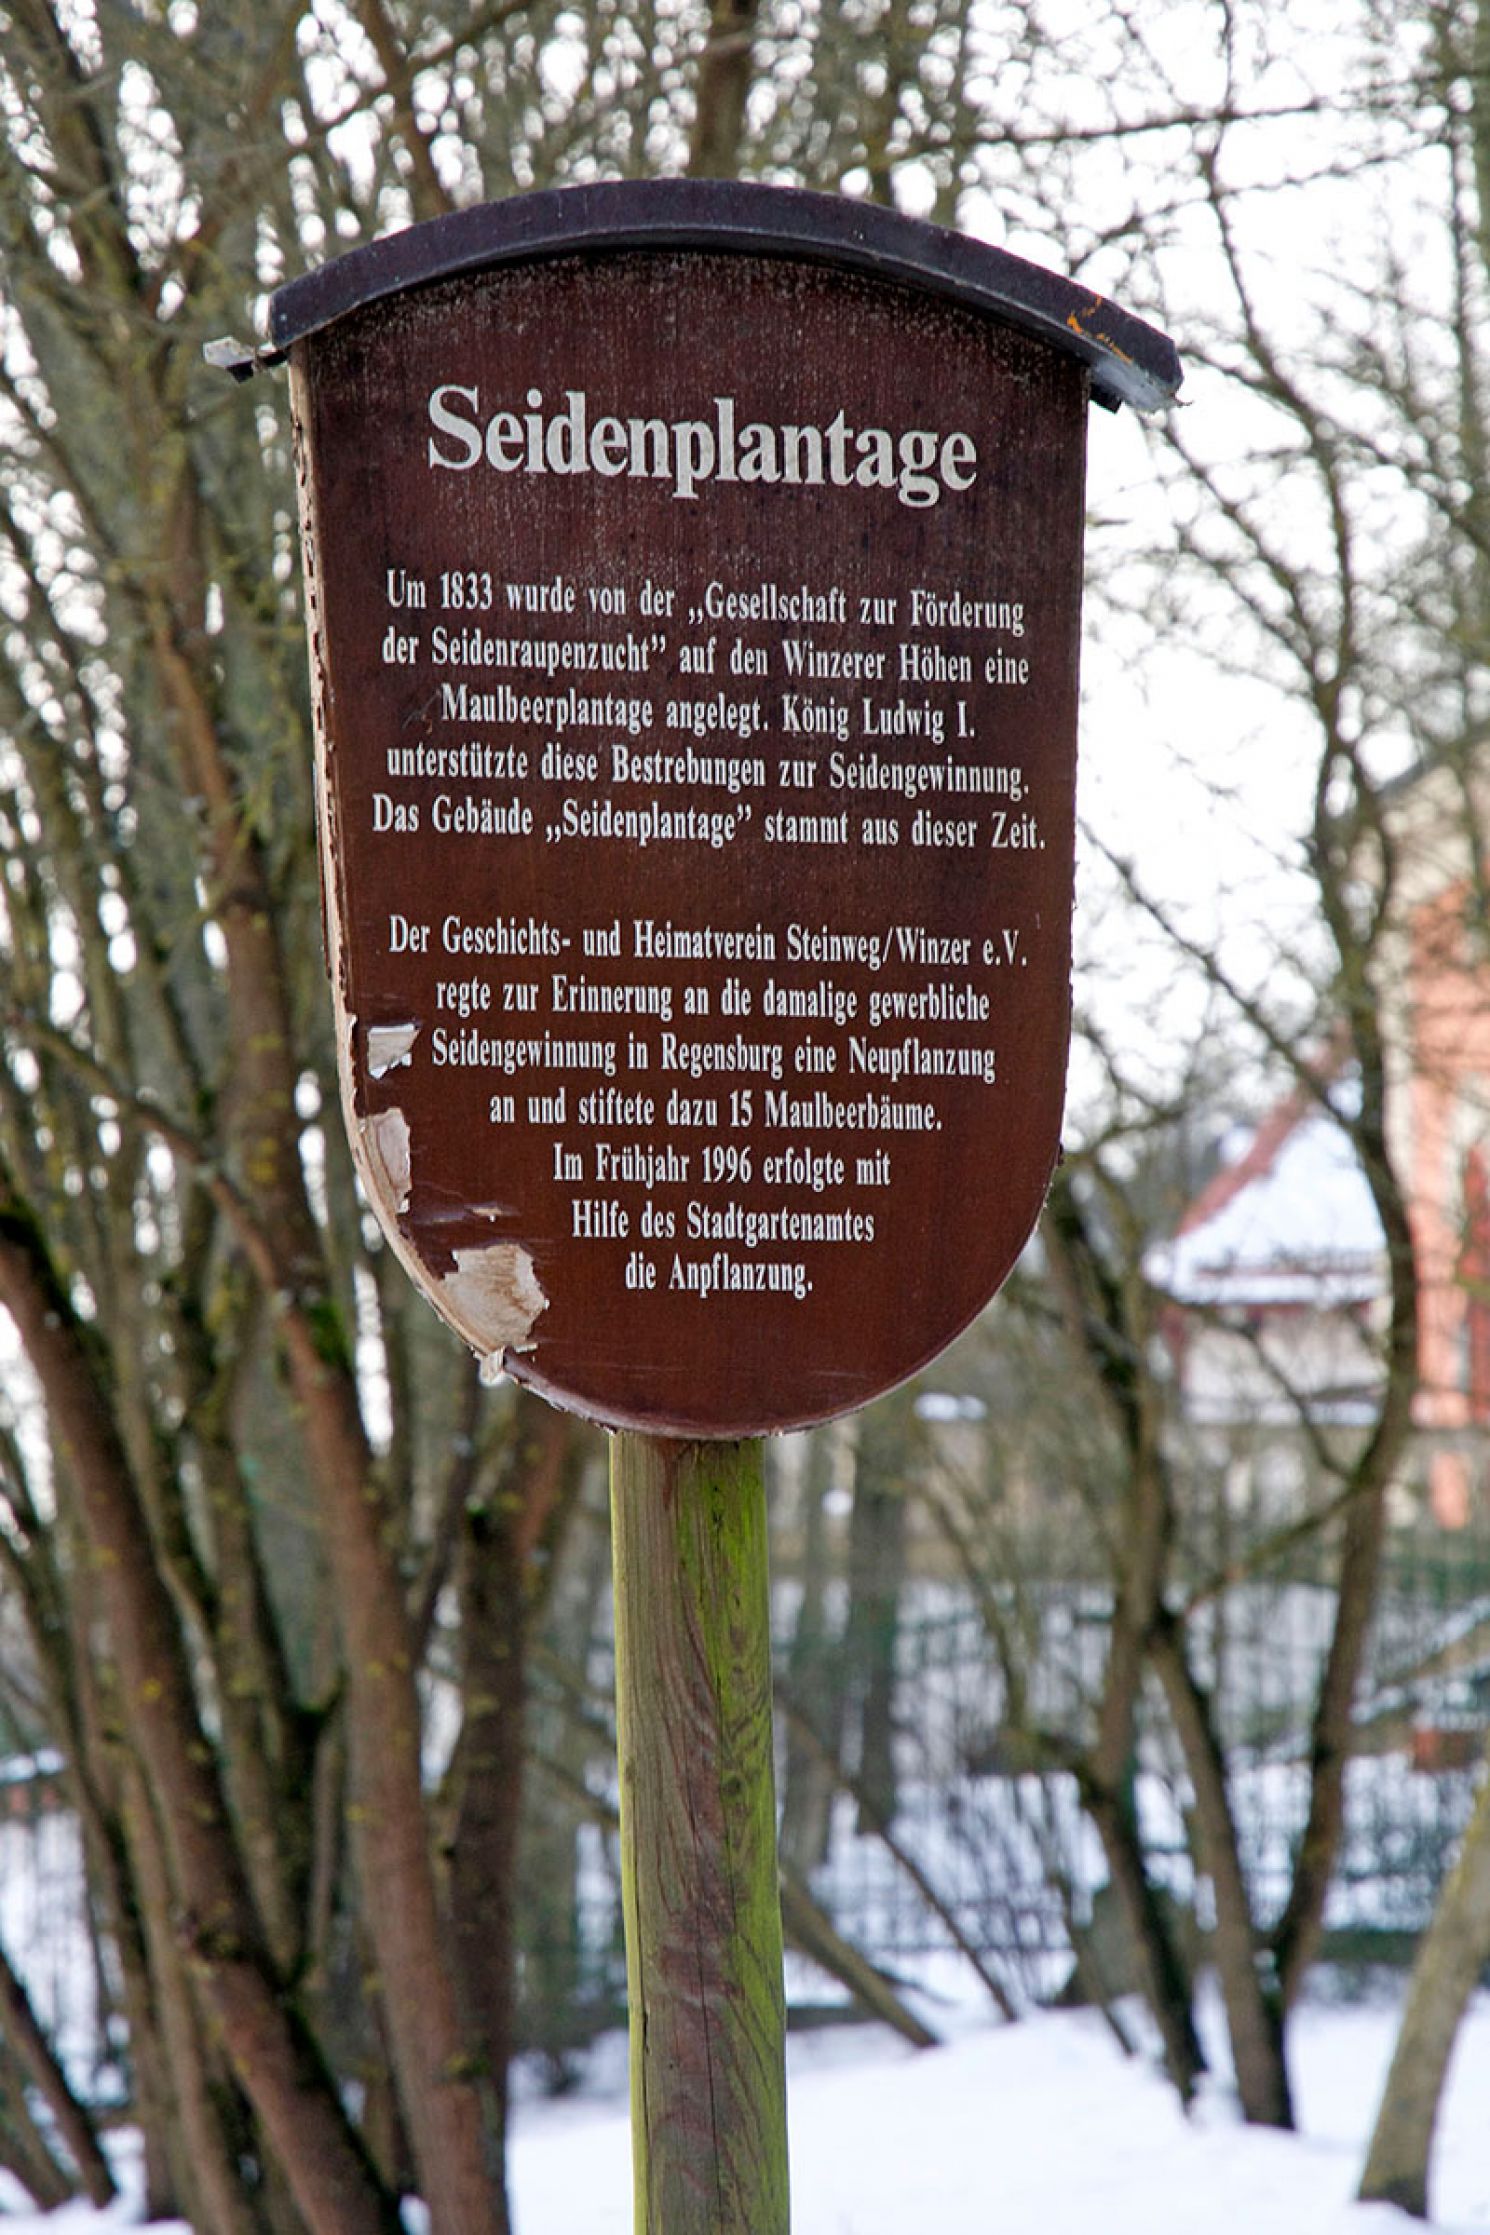 Seidenplantage
Um 1833 wurde von der „Gesellschaft zur Förderung
der Seidenraupenzucht” auf den Winzerer Höhen eine
Maulbeerplantage angelegt. König Ludwig I.
unterstützte diese Bestrebungen zur Seidengewinnung.
Das Gebäude „Seidenplantage” stammt aus dieser Zeit.
Der Geschichts- und Heimatverein Steinweg/Winzer e.V.
regte zur Erinnerung an die damalige gewerbliche
Seidengewinnung in Regensburg eine Neupflanzung
an und stiftete dazu 15 Maulbeerbäume.
Im Frühjahr 1996 erfolgte mit
Hilfe des Stadtgartenamtes
die Anpflanzung.